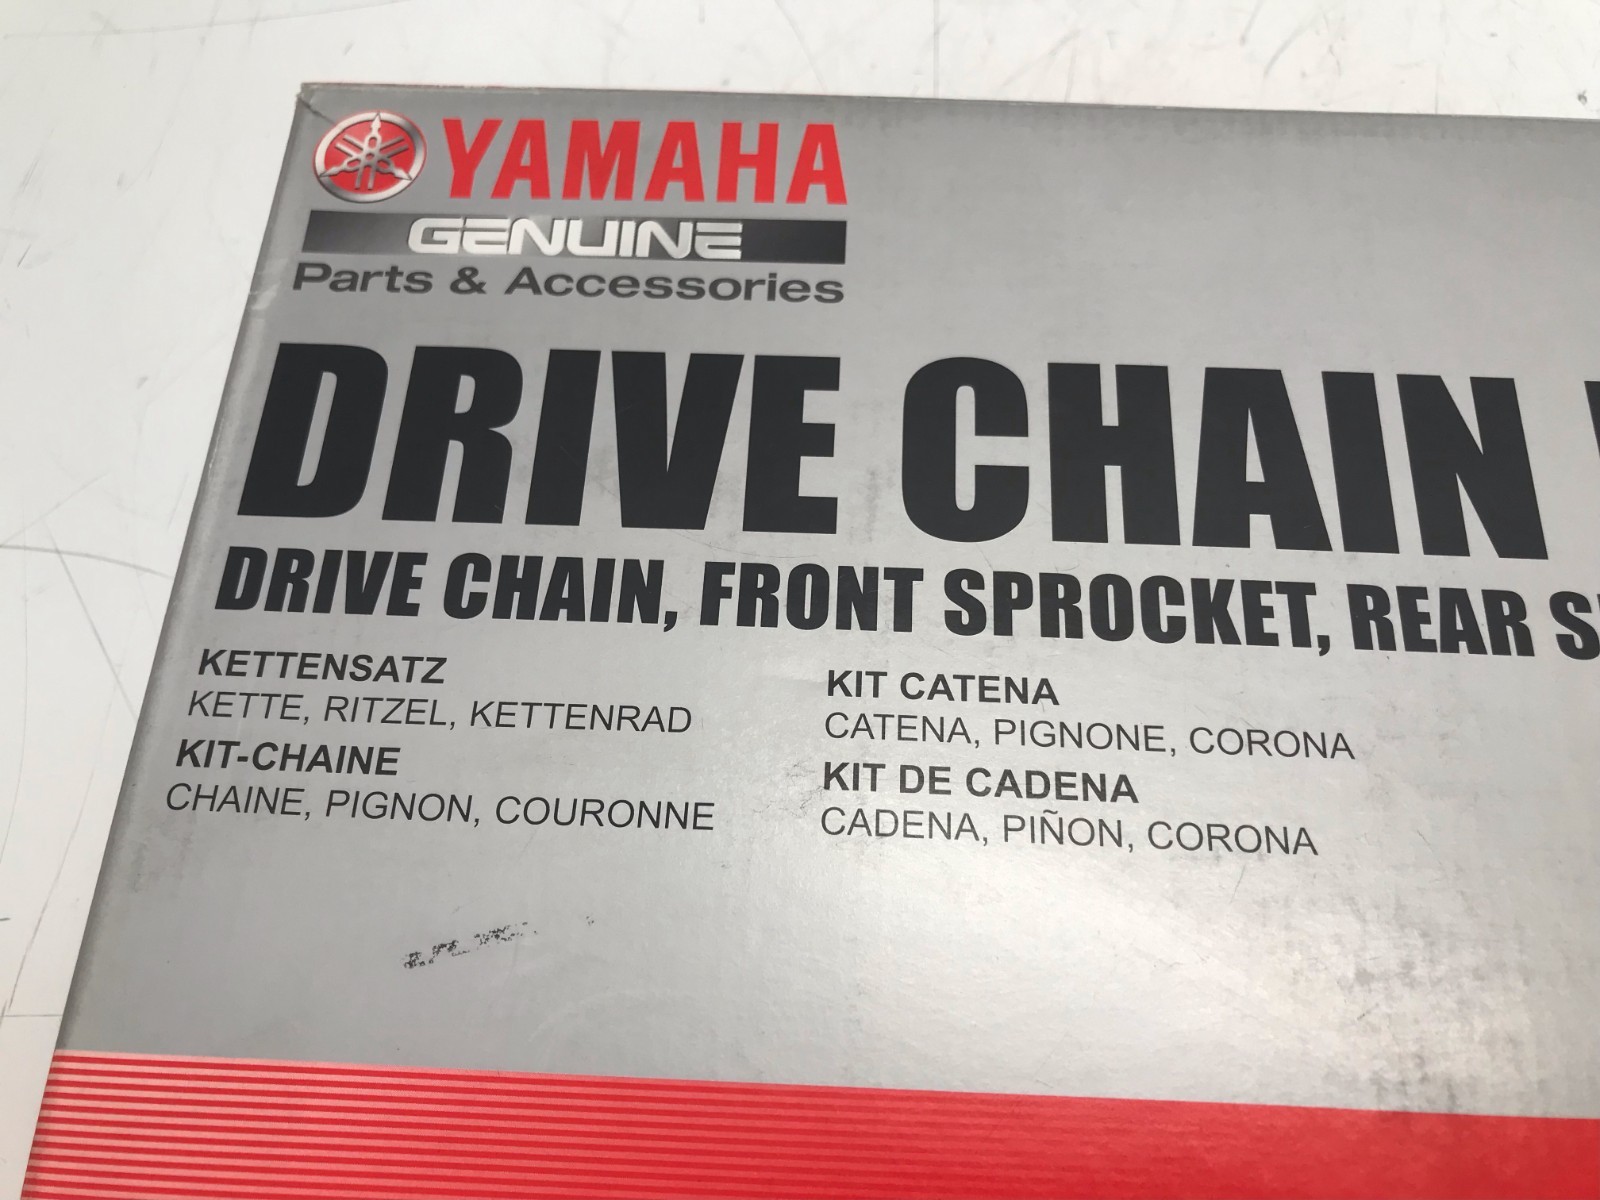 YAMAHA
GENUINE
Parts & Accessories
DRIVE CHAIN
DRIVE CHAIN, FRONT SPROCKET, REAR
KETTENSATZ
KETTE, RITZEL, KETTENRAD
KIT-CHAINE
CHAINE, PIGNON, COURONNE
KIT CATENA
CATENA, PIGNONE, CORONA
KIT DE CADENA
CADENA, PIÑON, CORONA